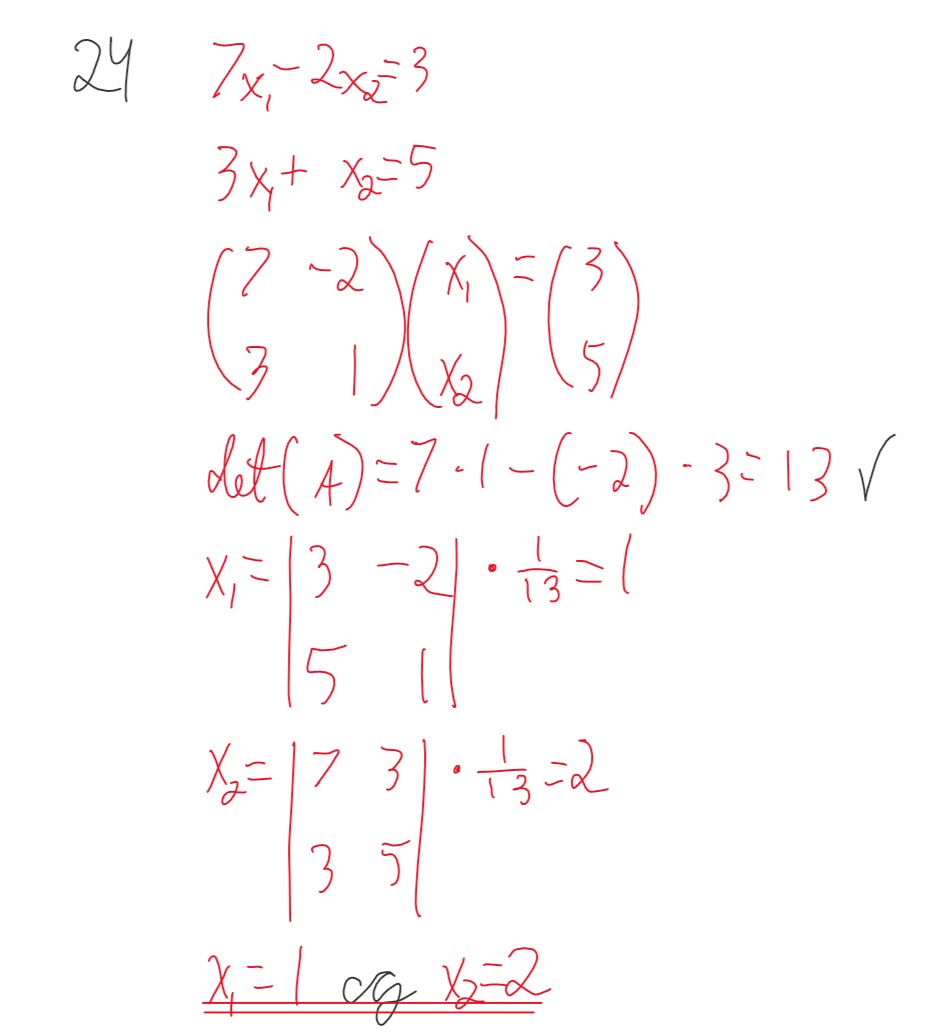 24 7x₁ - 2x₂ = 3
3x₁ + x₂ = 5
(7 -2) (x₁) = (3)
(3 1) (x₂) (5)
det(A) = 7 · 1 - (-2) · 3 = 13 ✓
x₁ = |3 -2| · 1/13 = 1
|5 1|
x₂ = |7 3| · 1/13 = 2
|3 5|
x₁ = 1 og x₂ = 2